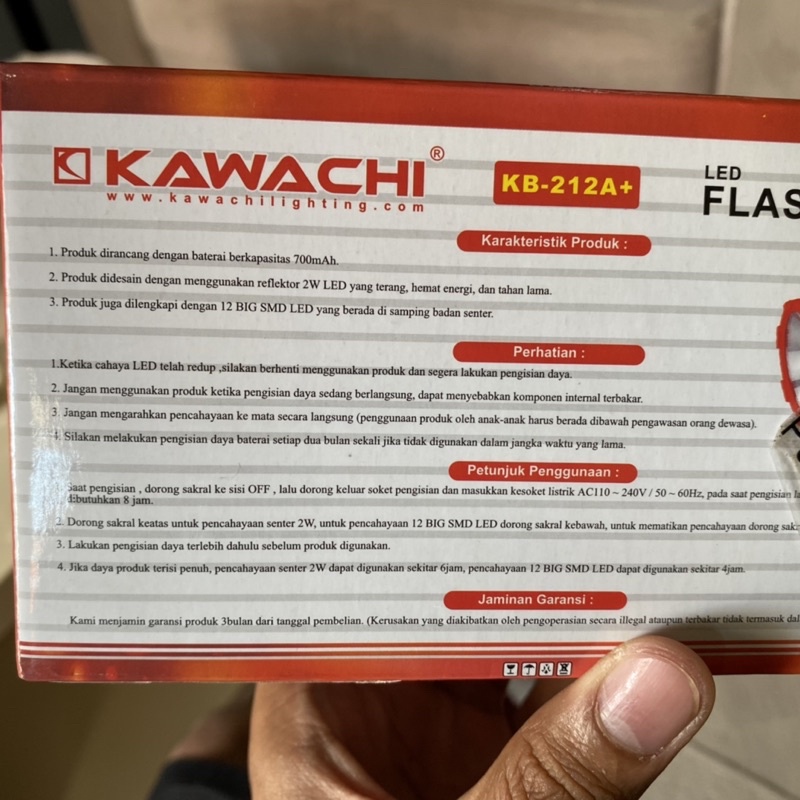 KAWACHI®
www.kawachilighting.com
KB-212A+
LED
FLAS
Karakteristik Produk :
1. Produk dirancang dengan baterai berkapasitas 700mAh.
2. Produk didesain dengan menggunakan reflektor 2W LED yang terang, hemat energi, dan tahan lama.
3. Produk juga dilengkapi dengan 12 BIG SMD LED yang berada di samping badan senter.
Perhatian :
1.Ketika cahaya LED telah redup ,silakan berhenti menggunakan produk dan segera lakukan pengisian daya.
2. Jangan menggunakan produk ketika pengisian daya sedang berlangsung, dapat menyebabkan komponen internal terbakar.
3. Jangan mengarahkan pencahayaan ke mata secara langsung (penggunaan produk oleh anak-anak harus berada dibawah pengawasan orang dewasa).
4. Silakan melakukan pengisian daya baterai setiap dua bulan sekali jika tidak digunakan dalam jangka waktu yang lama.
Petunjuk Penggunaan :
Saat pengisian , dorong sakral ke sisi OFF , lalu dorong keluar soket pengisian dan masukkan kesoket listrik AC110 ~ 240V / 50 ~ 60Hz, pada saat pengisian
dibutuhkan 8 jam.
2. Dorong sakral keatas untuk pencahayaan senter 2W, untuk pencahayaan 12 BIG SMD LED dorong sakral kebawah, untuk mematikan pencahayaan dorong
3. Lakukan pengisian daya terlebih dahulu sebelum produk digunakan.
4. Jika daya produk terisi penuh, pencahayaan senter 2W dapat digunakan sekitar 6jam, pencahayaan 12 BIG SMD LED dapat digunakan sekitar 4jam.
Jaminan Garansi :
Kami menjamin garansi produk 3bulan dari tanggal pembelian. (Kerusakan yang diakibatkan oleh pengoperasian secara illegal ataupun terbakar tidak termasuk